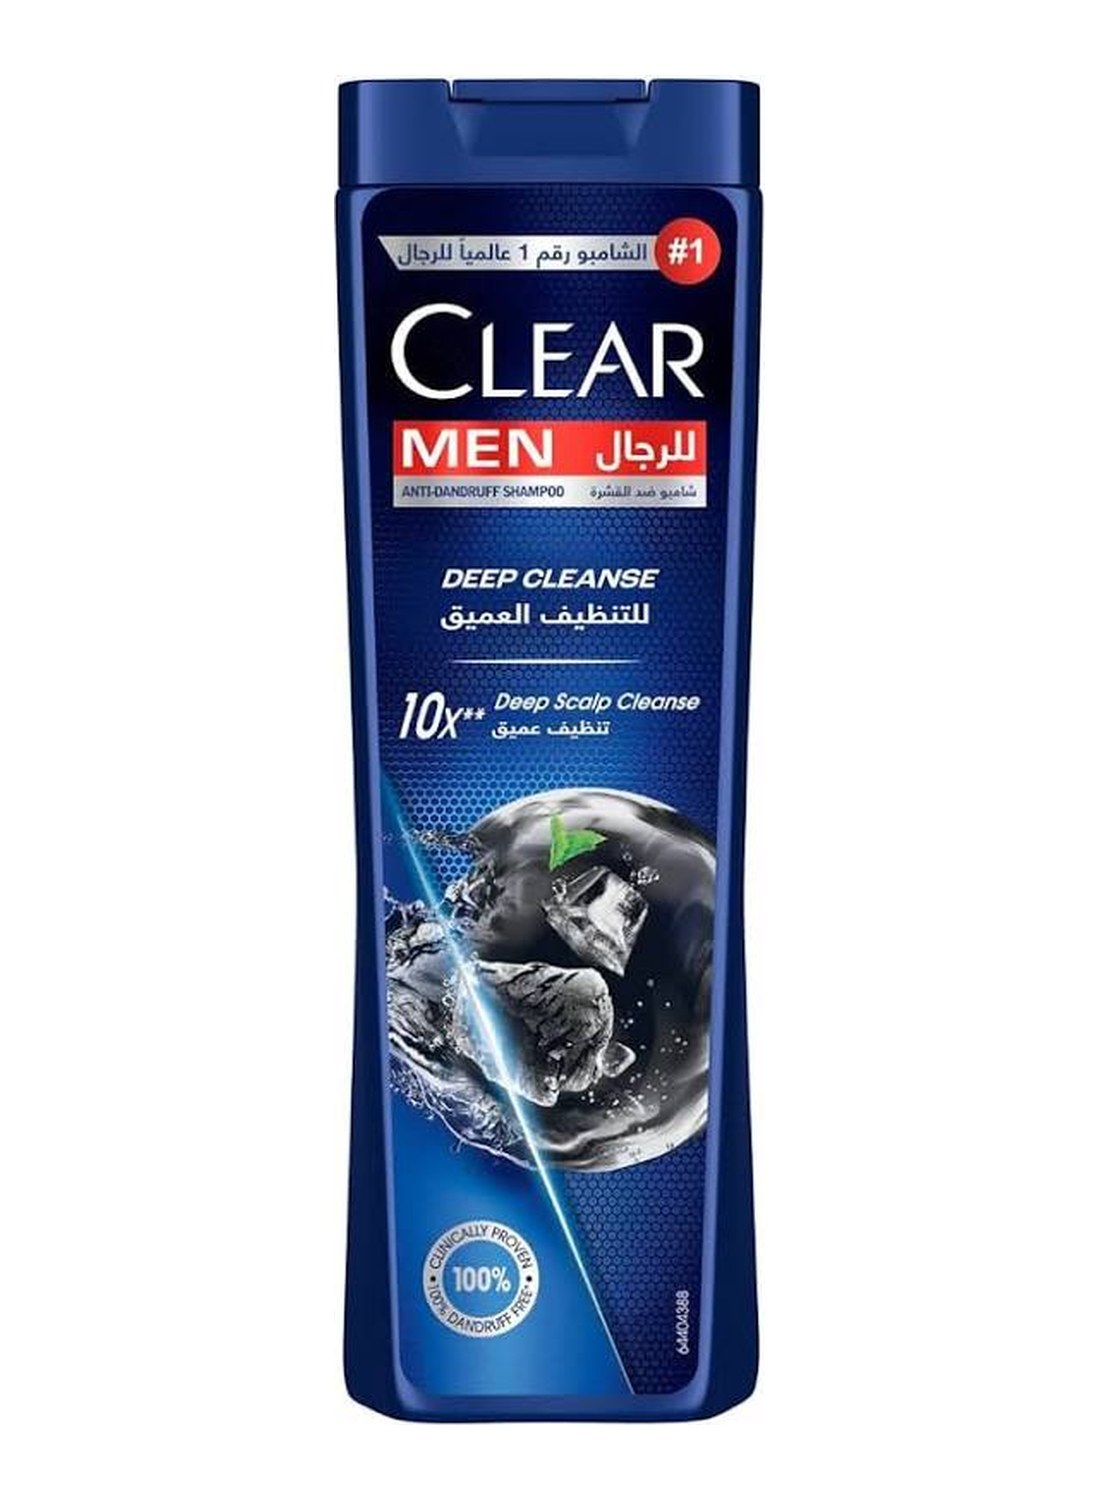 #1 الشامبو رقم 1 عالمياً للرجال
CLEAR
MEN للرجال
ANTI-DANDRUFF SHAMPOO شامبو ضد القشرة
DEEP CLEANSE
للتنظيف العميق
10x** Deep Scalp Cleanse
تنظيف عميق
CLINICALLY PROVEN
100%
100% DANDRUFF FREE*
64404388